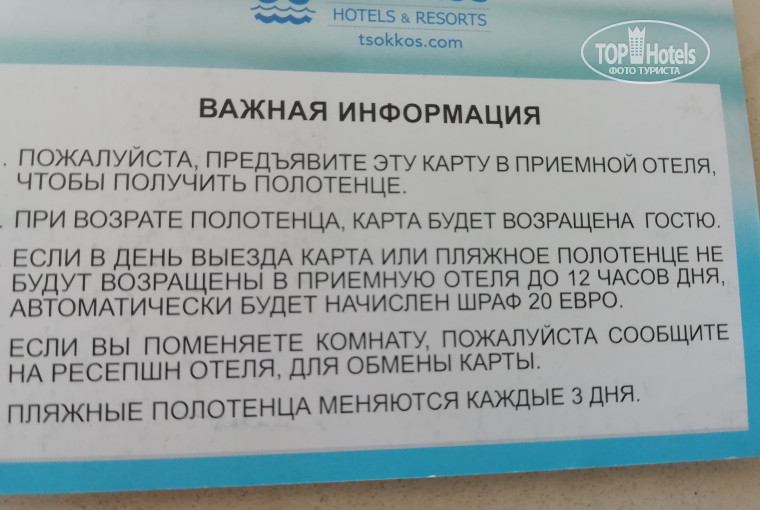 HOTELS & RESORTS
tsokkos.com
TOP Hotels
ФОТО ТУРИСТА
ВАЖНАЯ ИНФОРМАЦИЯ
. ПОЖАЛУЙСТА, ПРЕДЪЯВИТЕ ЭТУ КАРТУ В ПРИЕМНОЙ ОТЕЛЯ,
ЧТОБЫ ПОЛУЧИТЬ ПОЛОТЕНЦЕ.
. ПРИ ВОЗРАТЕ ПОЛОТЕНЦА, КАРТА БУДЕТ ВОЗРАЩЕНА ГОСТЮ.
ЕСЛИ В ДЕНЬ ВЫЕЗДА КАРТА ИЛИ ПЛЯЖНОЕ ПОЛОТЕНЦЕ НЕ
БУДУТ ВОЗРАЩЕНЫ В ПРИЕМНУЮ ОТЕЛЯ ДО 12 ЧАСОВ ДНЯ,
АВТОМАТИЧЕСКИ БУДЕТ НАЧИСЛЕН ШРАФ 20 ЕВРО.
ЕСЛИ ВЫ ПОМЕНЯЕТЕ КОМНАТУ, ПОЖАЛУЙСТА СООБЩИТЕ
НА РЕСЕПШН ОТЕЛЯ, ДЛЯ ОБМЕНЫ КАРТЫ.
ПЛЯЖНЫЕ ПОЛОТЕНЦА МЕНЯЮТСЯ КАЖДЫЕ 3 ДНЯ.